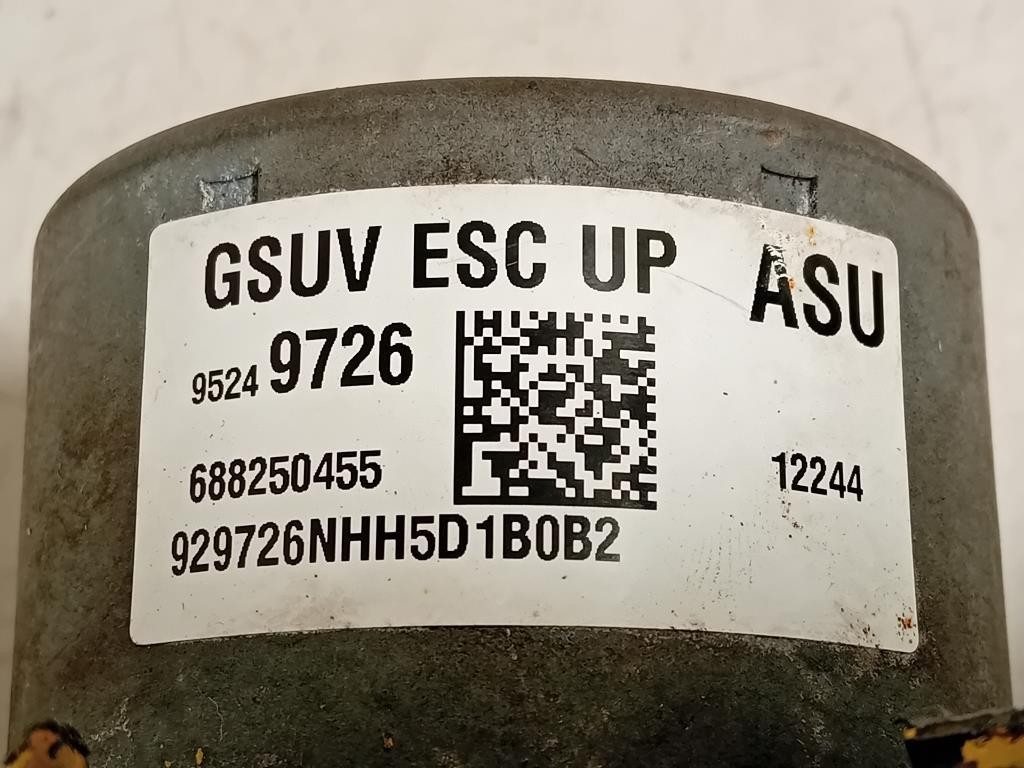 GSUV ESC UP ASU
9524 9726
688250455 12244
929726NHH5D1B0B2